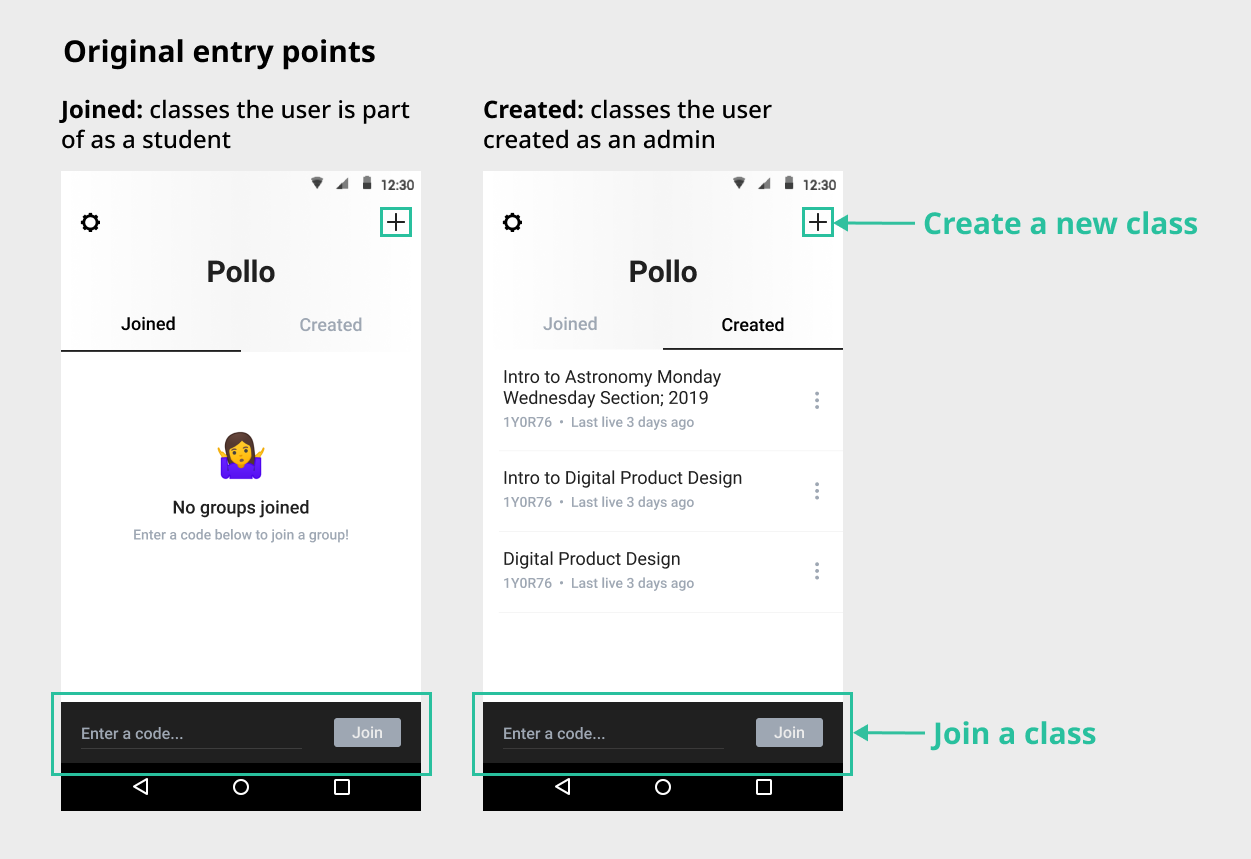 Original entry points
Joined: classes the user is part
of as a student
12:30
Pollo
Joined
Created
No groups joined
Enter a code below to join a group!
Enter a code...
Join
Created: classes the user
created as an admin
12:30
Create a new class
Pollo
Joined
Created
Intro to Astronomy Monday
Wednesday Section; 2019
1Y0R76 • Last live 3 days ago
Intro to Digital Product Design
1Y0R76 • Last live 3 days ago
Digital Product Design
1Y0R76 • Last live 3 days ago
Enter a code...
Join
Join a class